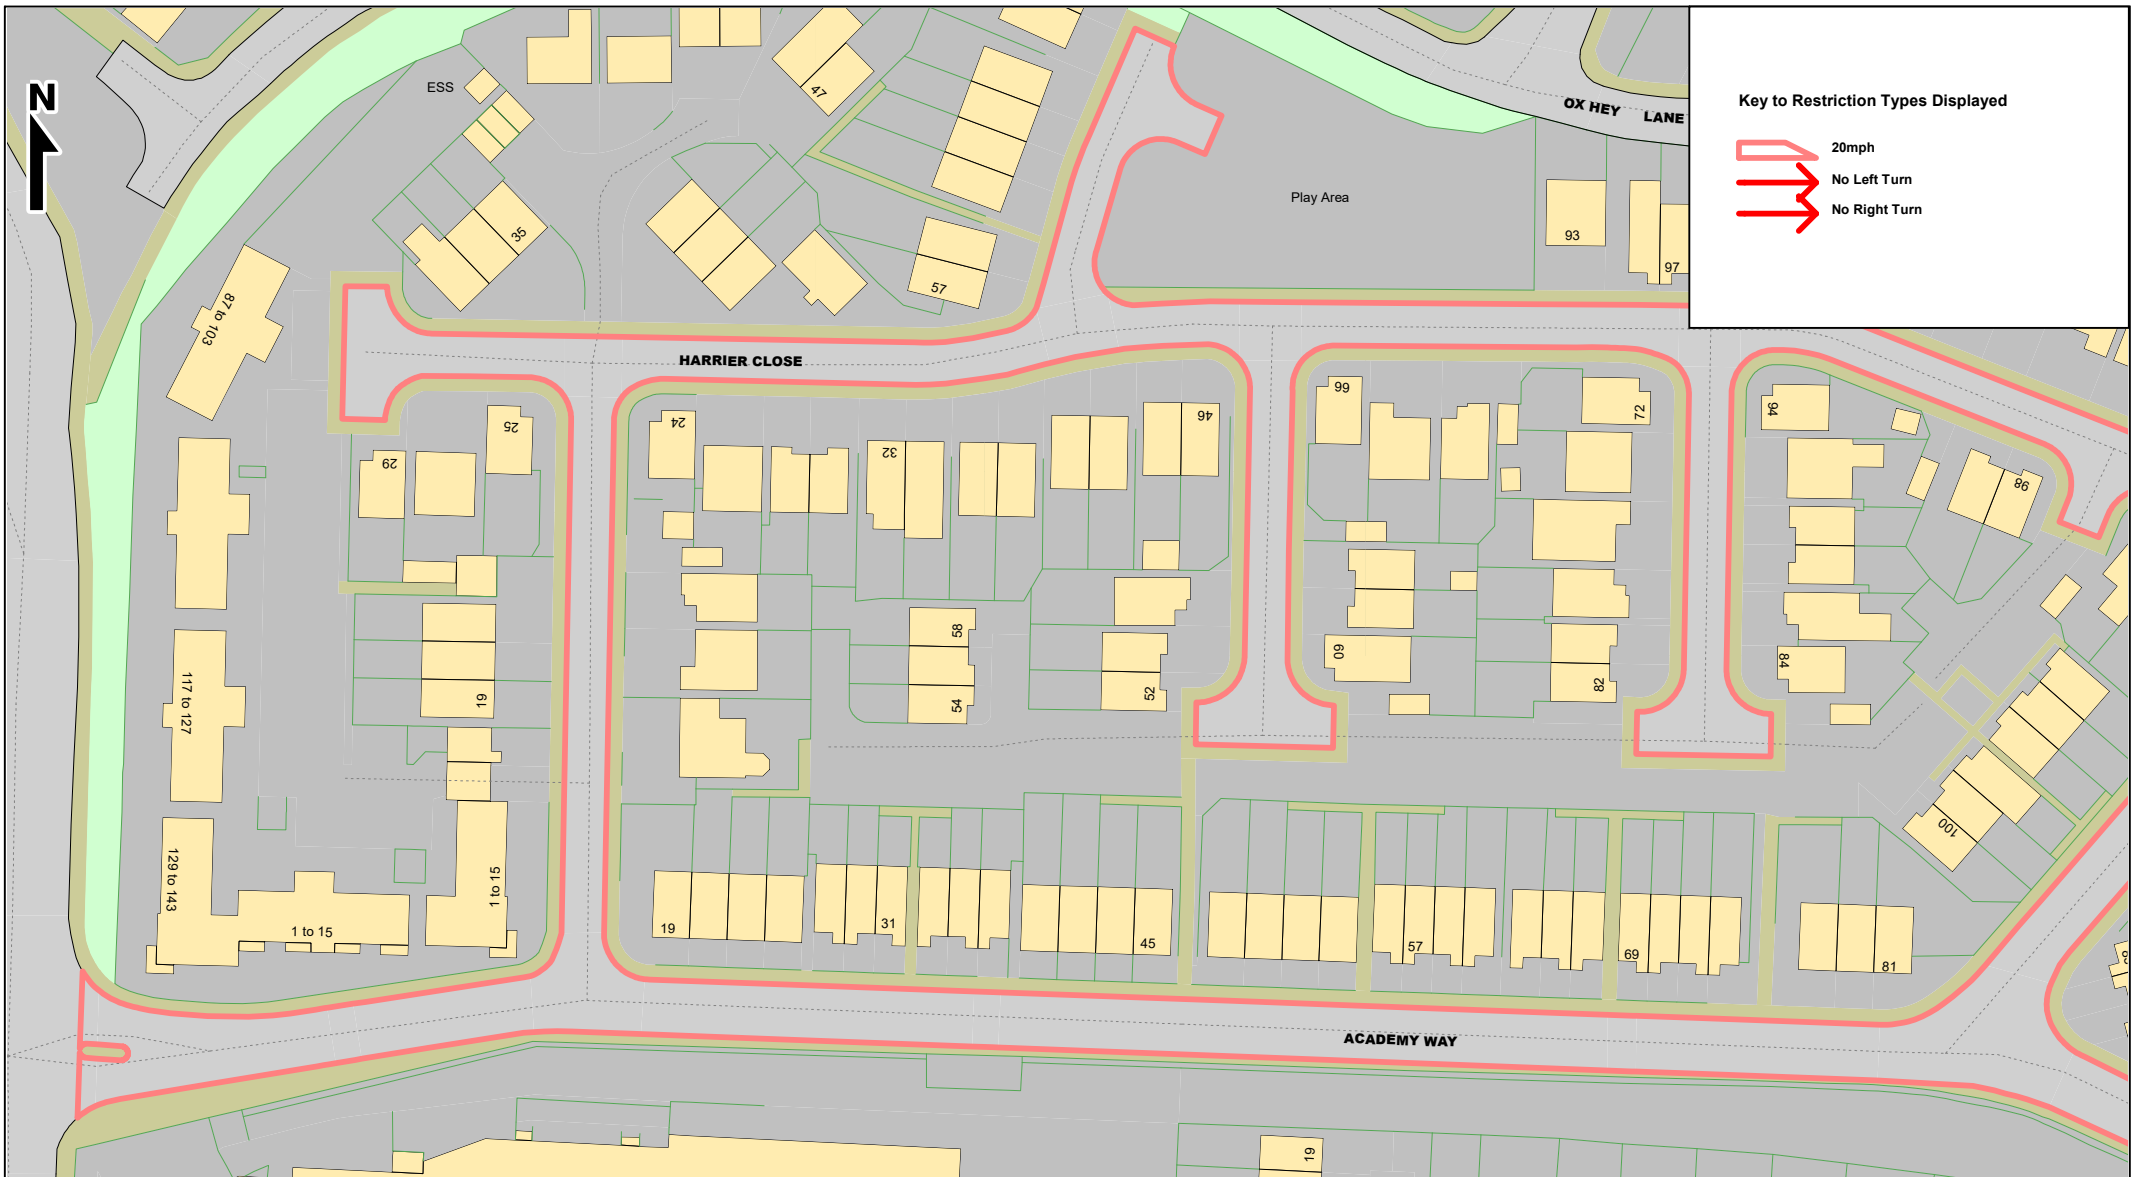 N
ESS
47
OX HEY LANE
Key to Restriction Types Displayed
20mph
No Left Turn
No Right Turn
Play Area
35
57
93
97
87 to 103
HARRIER CLOSE
66
72
94
25
24
32
46
29
98
58
54
52
60
82
84
19
117 to 127
129 to 143
1 to 15
1 to 15
100
19
31
45
57
69
81
ACADEMY WAY
19